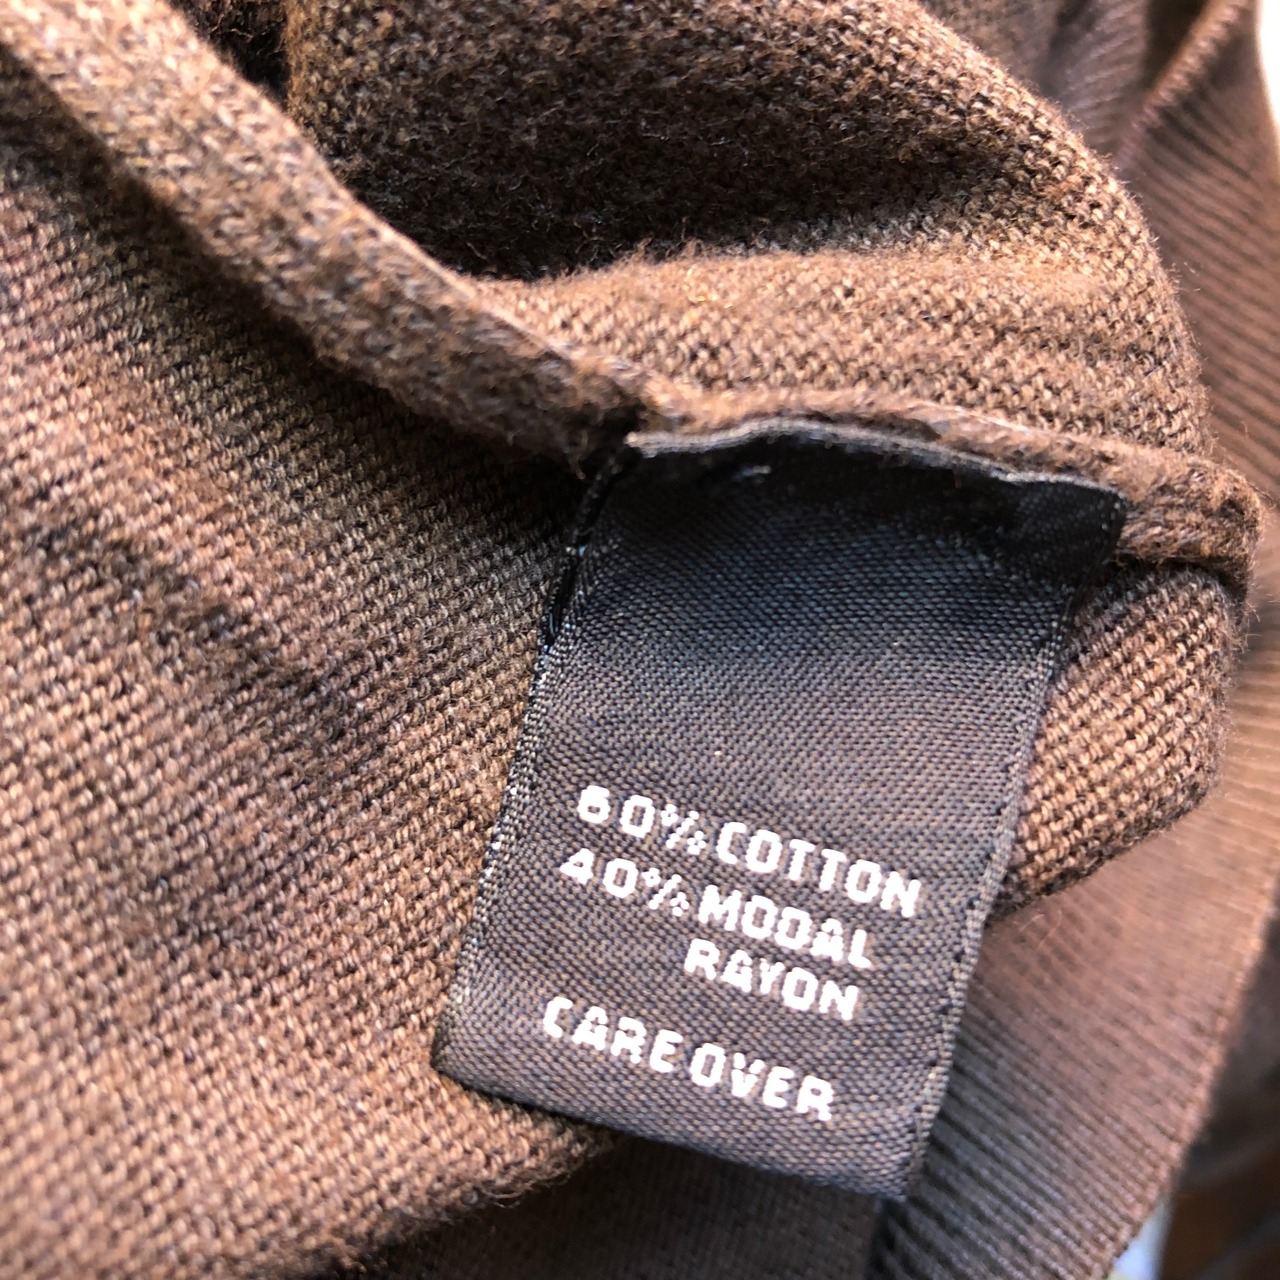 60% COTTON
40% MODAL
RAYON
CARE OVER